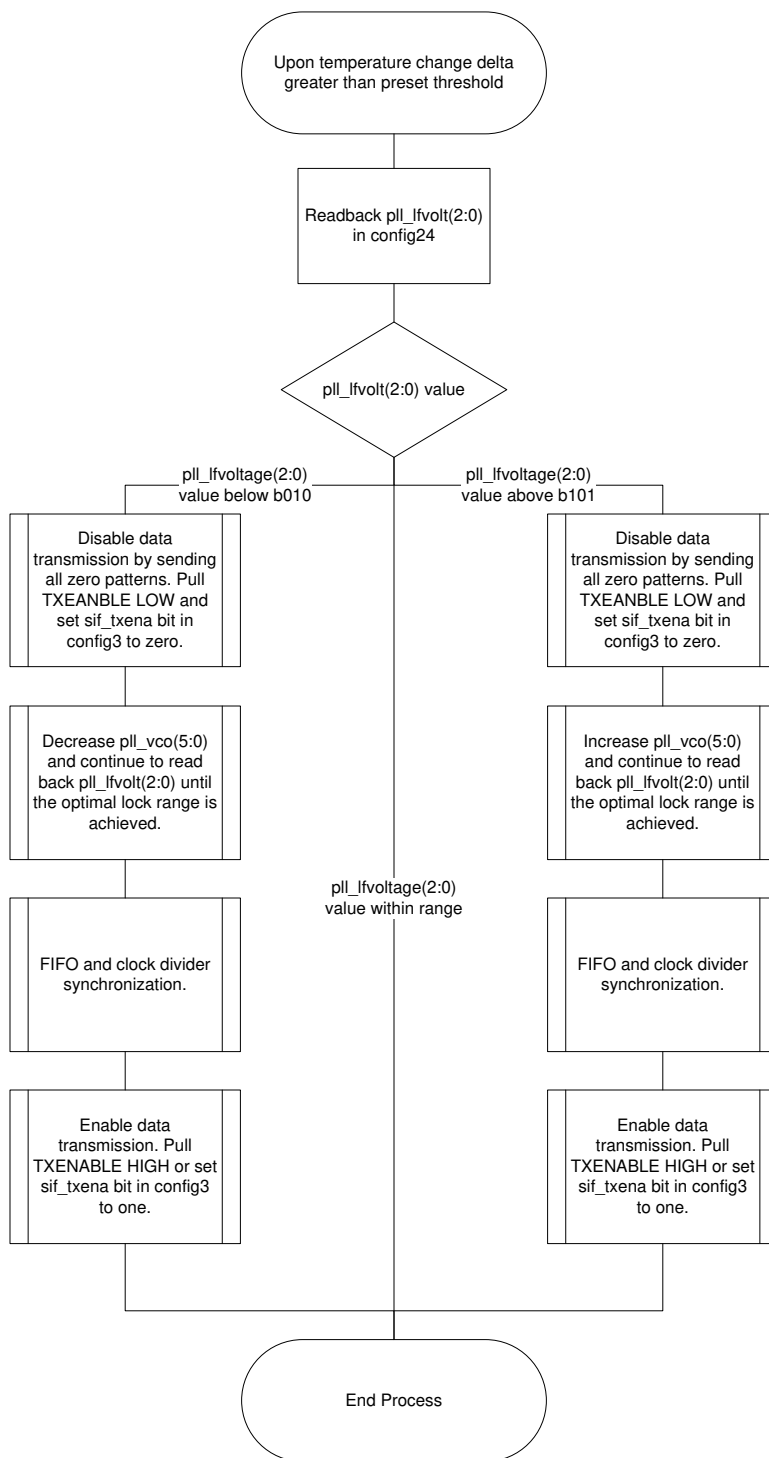 Upon temperature change delta
greater than preset threshold
Readback pll_lfvolt(2:0)
in config24
pll_lfvolt(2:0) value
pll_lfvoltage(2:0)
value below b010
pll_lfvoltage(2:0)
value above b101
Disable data
transmission by sending
all zero patterns. Pull
TXEANBLE LOW and
set sif_txena bit in
config3 to zero.
Disable data
transmission by sending
all zero patterns. Pull
TXEANBLE LOW and
set sif_txena bit in
config3 to zero.
Decrease pll_vco(5:0)
and continue to read
back pll_lfvolt(2:0) until
the optimal lock range is
achieved.
Increase pll_vco(5:0)
and continue to read
back pll_lfvolt(2:0) until
the optimal lock range is
achieved.
pll_lfvoltage(2:0)
value within range
FIFO and clock divider
synchronization.
FIFO and clock divider
synchronization.
Enable data
transmission. Pull
TXENABLE HIGH or set
sif_txena bit in config3
to one.
Enable data
transmission. Pull
TXENABLE HIGH or set
sif_txena bit in config3
to one.
End Process